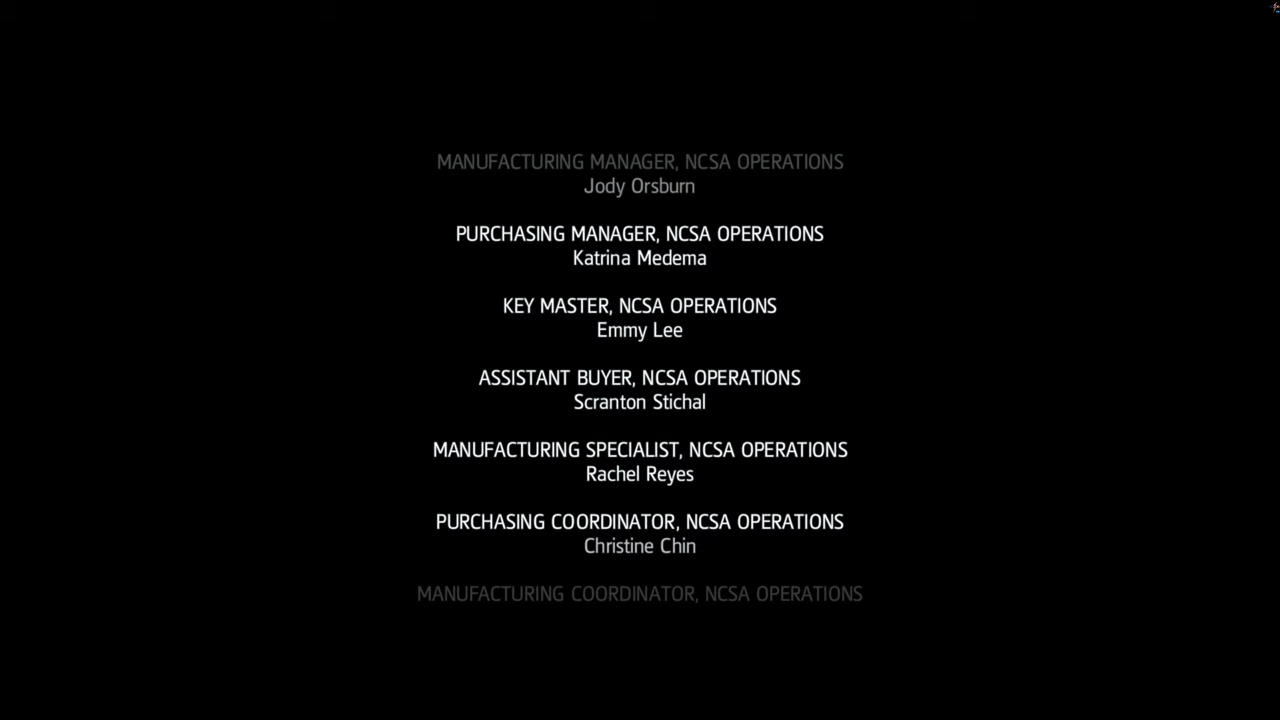 MANUFACTURING MANAGER, NCSA OPERATIONS
Jody Orsburn
PURCHASING MANAGER, NCSA OPERATIONS
Katrina Medema
KEY MASTER, NCSA OPERATIONS
Emmy Lee
ASSISTANT BUYER, NCSA OPERATIONS
Scranton Stichal
MANUFACTURING SPECIALIST, NCSA OPERATIONS
Rachel Reyes
PURCHASING COORDINATOR, NCSA OPERATIONS
Christine Chin
MANUFACTURING COORDINATOR, NCSA OPERATIONS